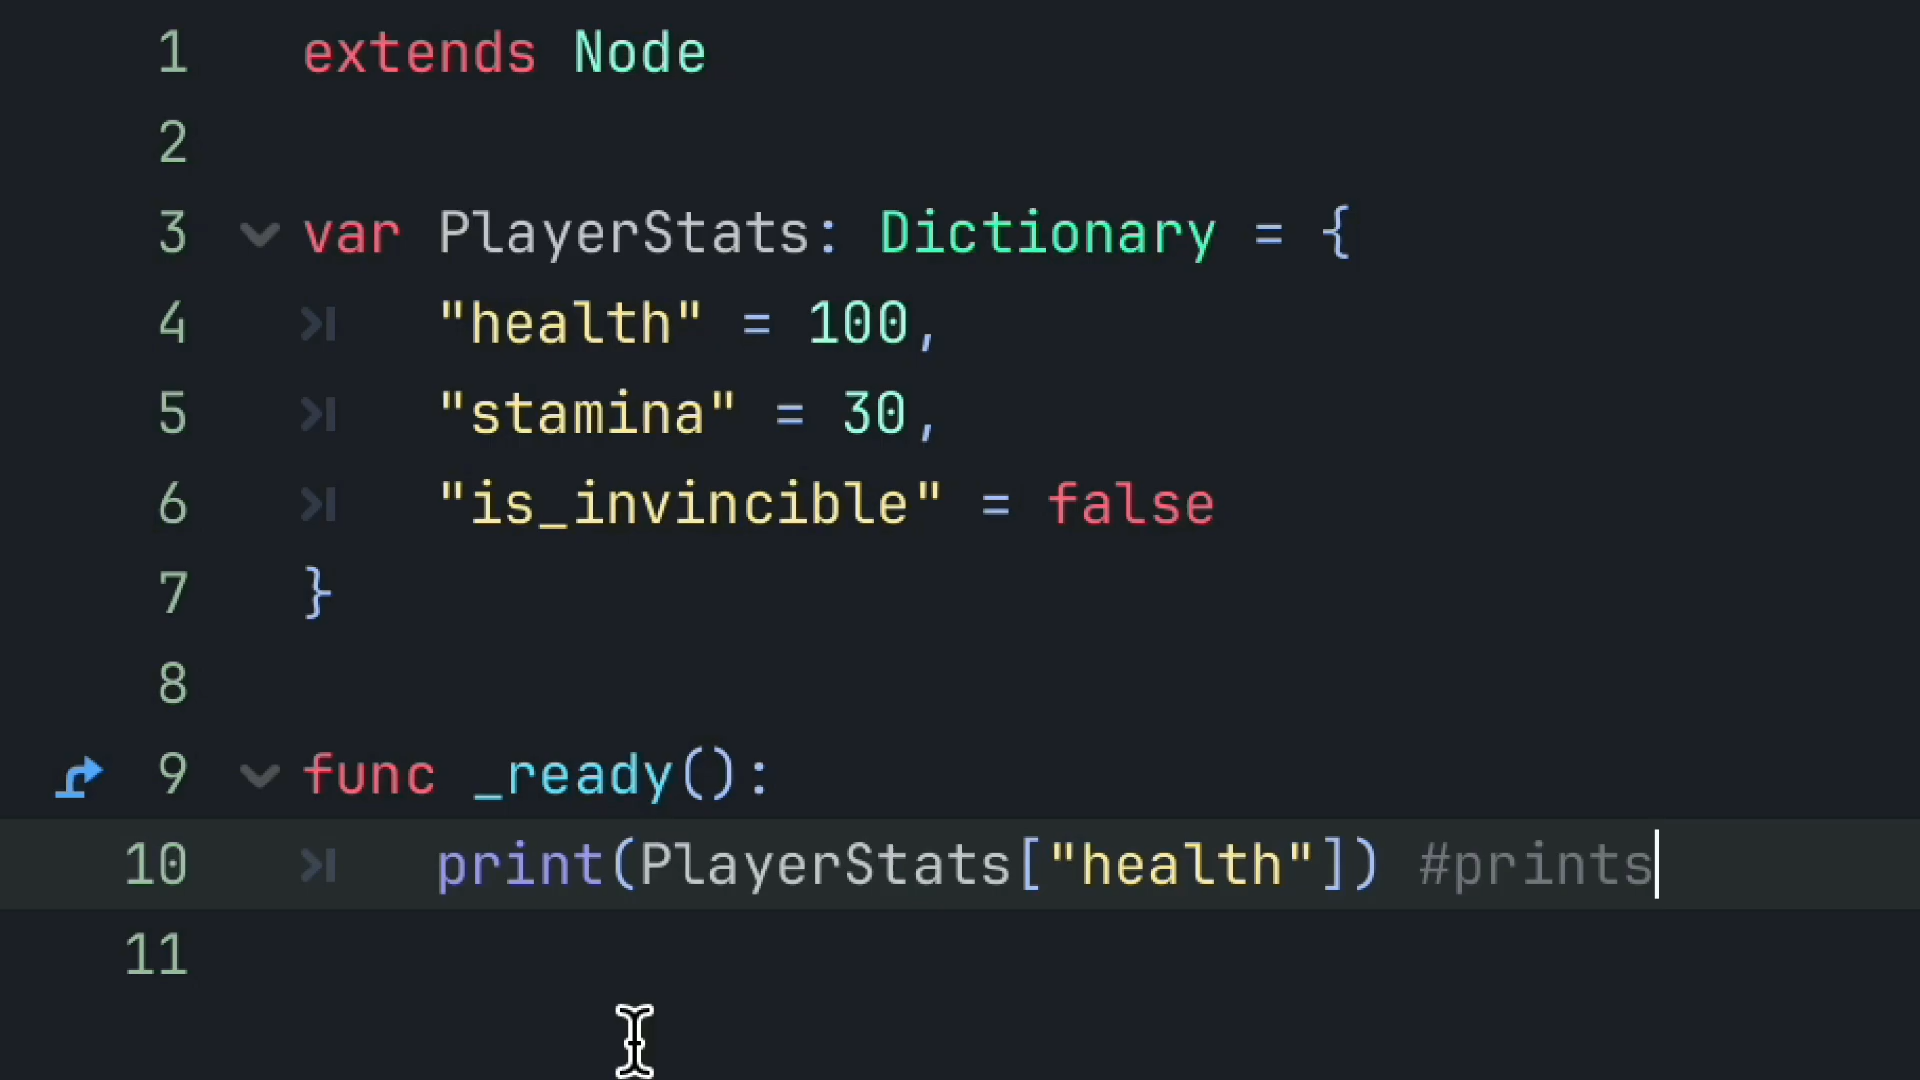 1 extends Node
2
3 var PlayerStats: Dictionary = {
4 "health" = 100,
5 "stamina" = 30,
6 "is_invincible" = false
7 }
8
9 func _ready():
10 print(PlayerStats["health"]) #prints
11